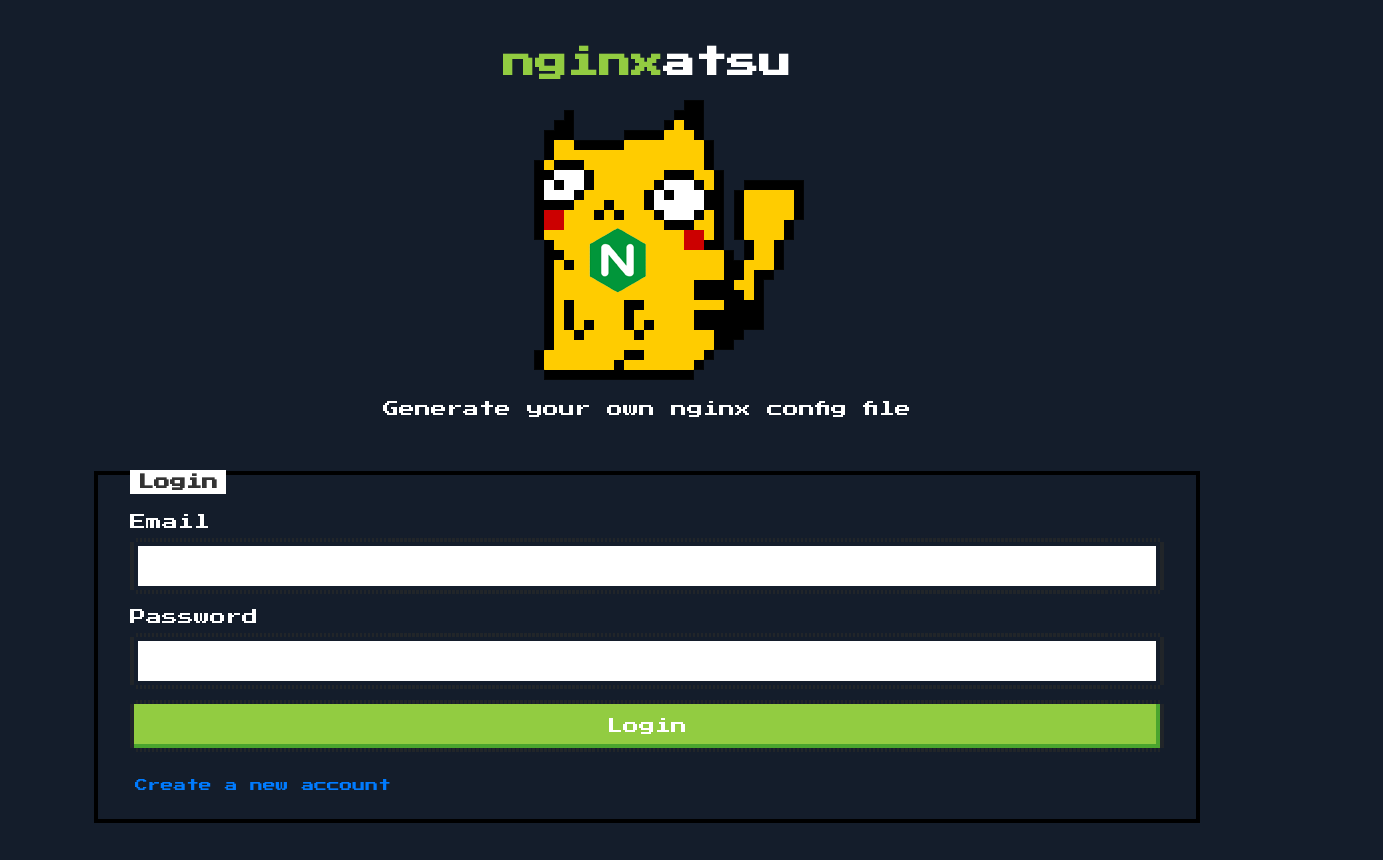 nginxatsu
N
Generate your own nginx config file
Login
Email
Password
Login
Create a new account